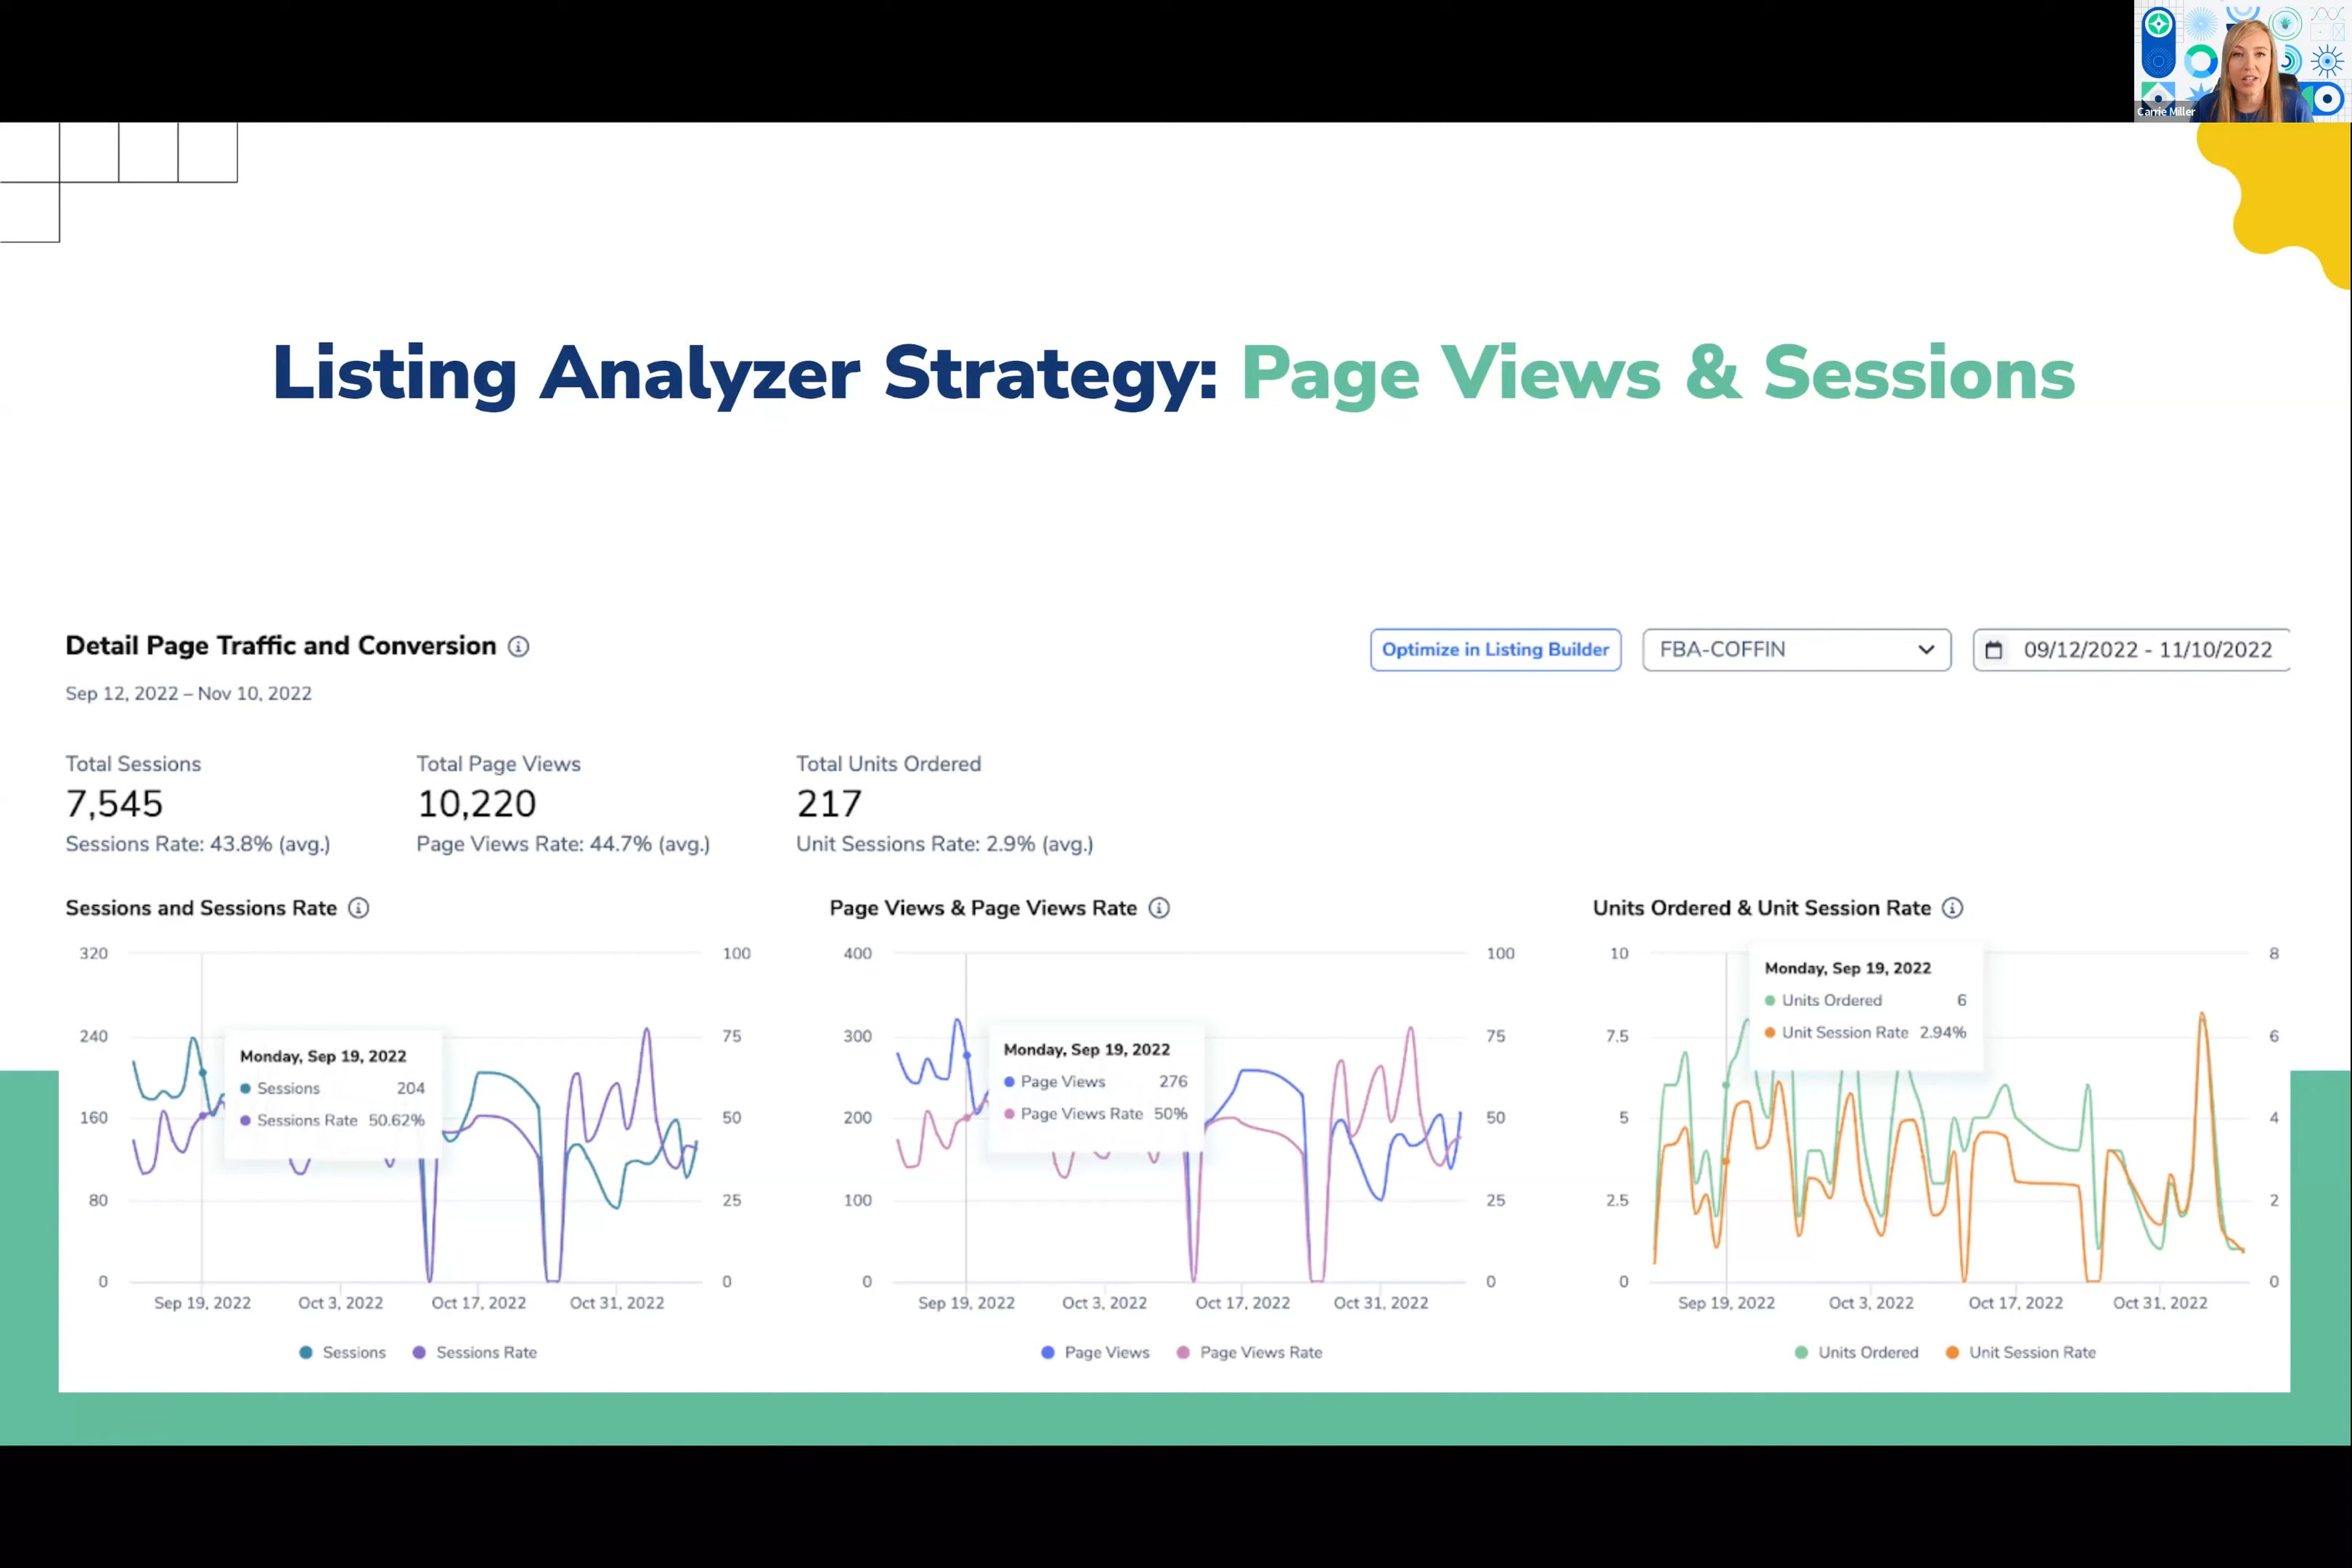 Carrie Miller
Listing Analyzer Strategy: Page Views & Sessions
Detail Page Traffic and Conversion
Optimize in Listing Builder
FBA-COFFIN
09/12/2022 - 11/10/2022
Sep 12, 2022 – Nov 10, 2022
Total Sessions
7,545
Sessions Rate: 43.8% (avg.)
Total Page Views
10,220
Page Views Rate: 44.7% (avg.)
Total Units Ordered
217
Unit Sessions Rate: 2.9% (avg.)
Sessions and Sessions Rate
320
240
160
80
0
100
75
50
25
0
Monday, Sep 19, 2022
Sessions 204
Sessions Rate 50.62%
Sep 19, 2022 Oct 3, 2022 Oct 17, 2022 Oct 31, 2022
Sessions Sessions Rate
Page Views & Page Views Rate
400
300
200
100
0
100
75
50
25
0
Monday, Sep 19, 2022
Page Views 276
Page Views Rate 50%
Sep 19, 2022 Oct 3, 2022 Oct 17, 2022 Oct 31, 2022
Page Views Page Views Rate
Units Ordered & Unit Session Rate
10
7.5
5
2.5
0
8
6
4
2
0
Monday, Sep 19, 2022
Units Ordered 6
Unit Session Rate 2.94%
Sep 19, 2022 Oct 3, 2022 Oct 17, 2022 Oct 31, 2022
Units Ordered Unit Session Rate